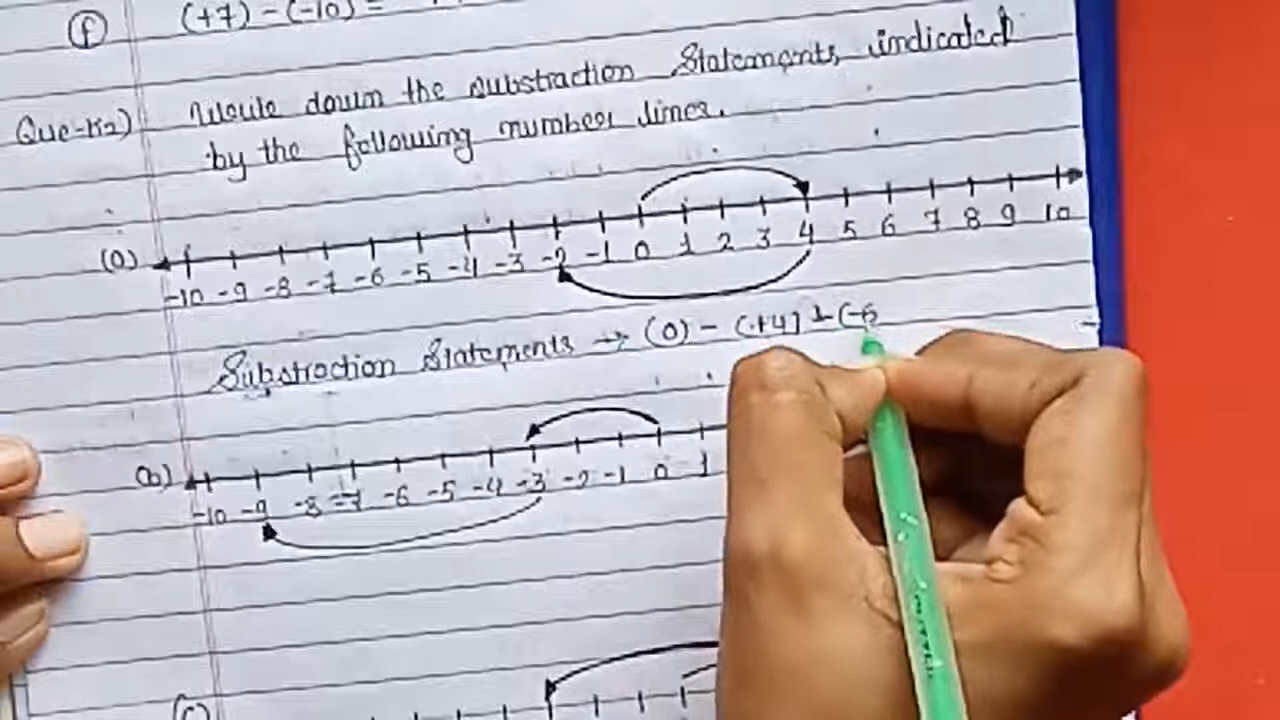 (f) (+7) - (-10) =
Que-12) Write down the substraction Statements indicated
by the following number lines.
(a) -10 -9 -8 -7 -6 -5 -4 -3 -2 -1 0 1 2 3 4 5 6 7 8 9 10
Substraction Statements → (0) - (+4) + (-6
(b) -10 -9 -8 -7 -6 -5 -4 -3 -2 -1 0 1
(c)